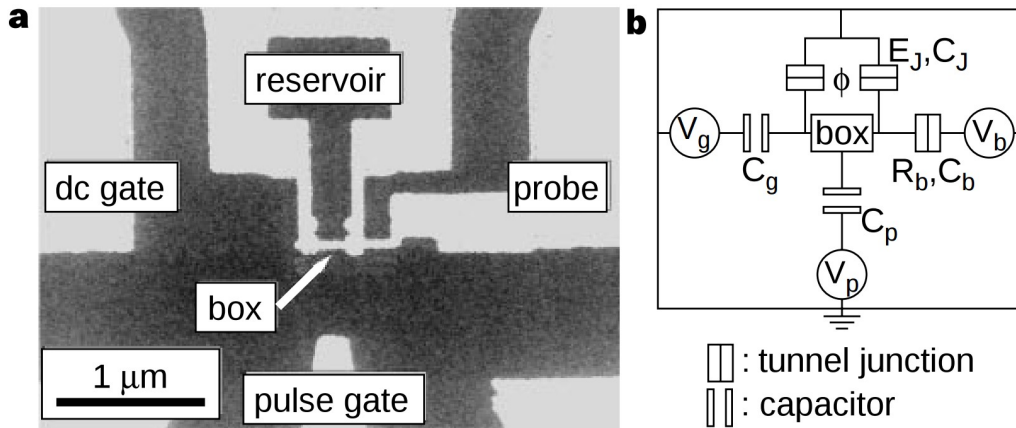 a
reservoir
dc gate
probe
box
1 μm
pulse gate
b
E_J,C_J
ϕ
V_g
box
V_b
C_g
R_b,C_b
C_p
V_p
: tunnel junction
: capacitor